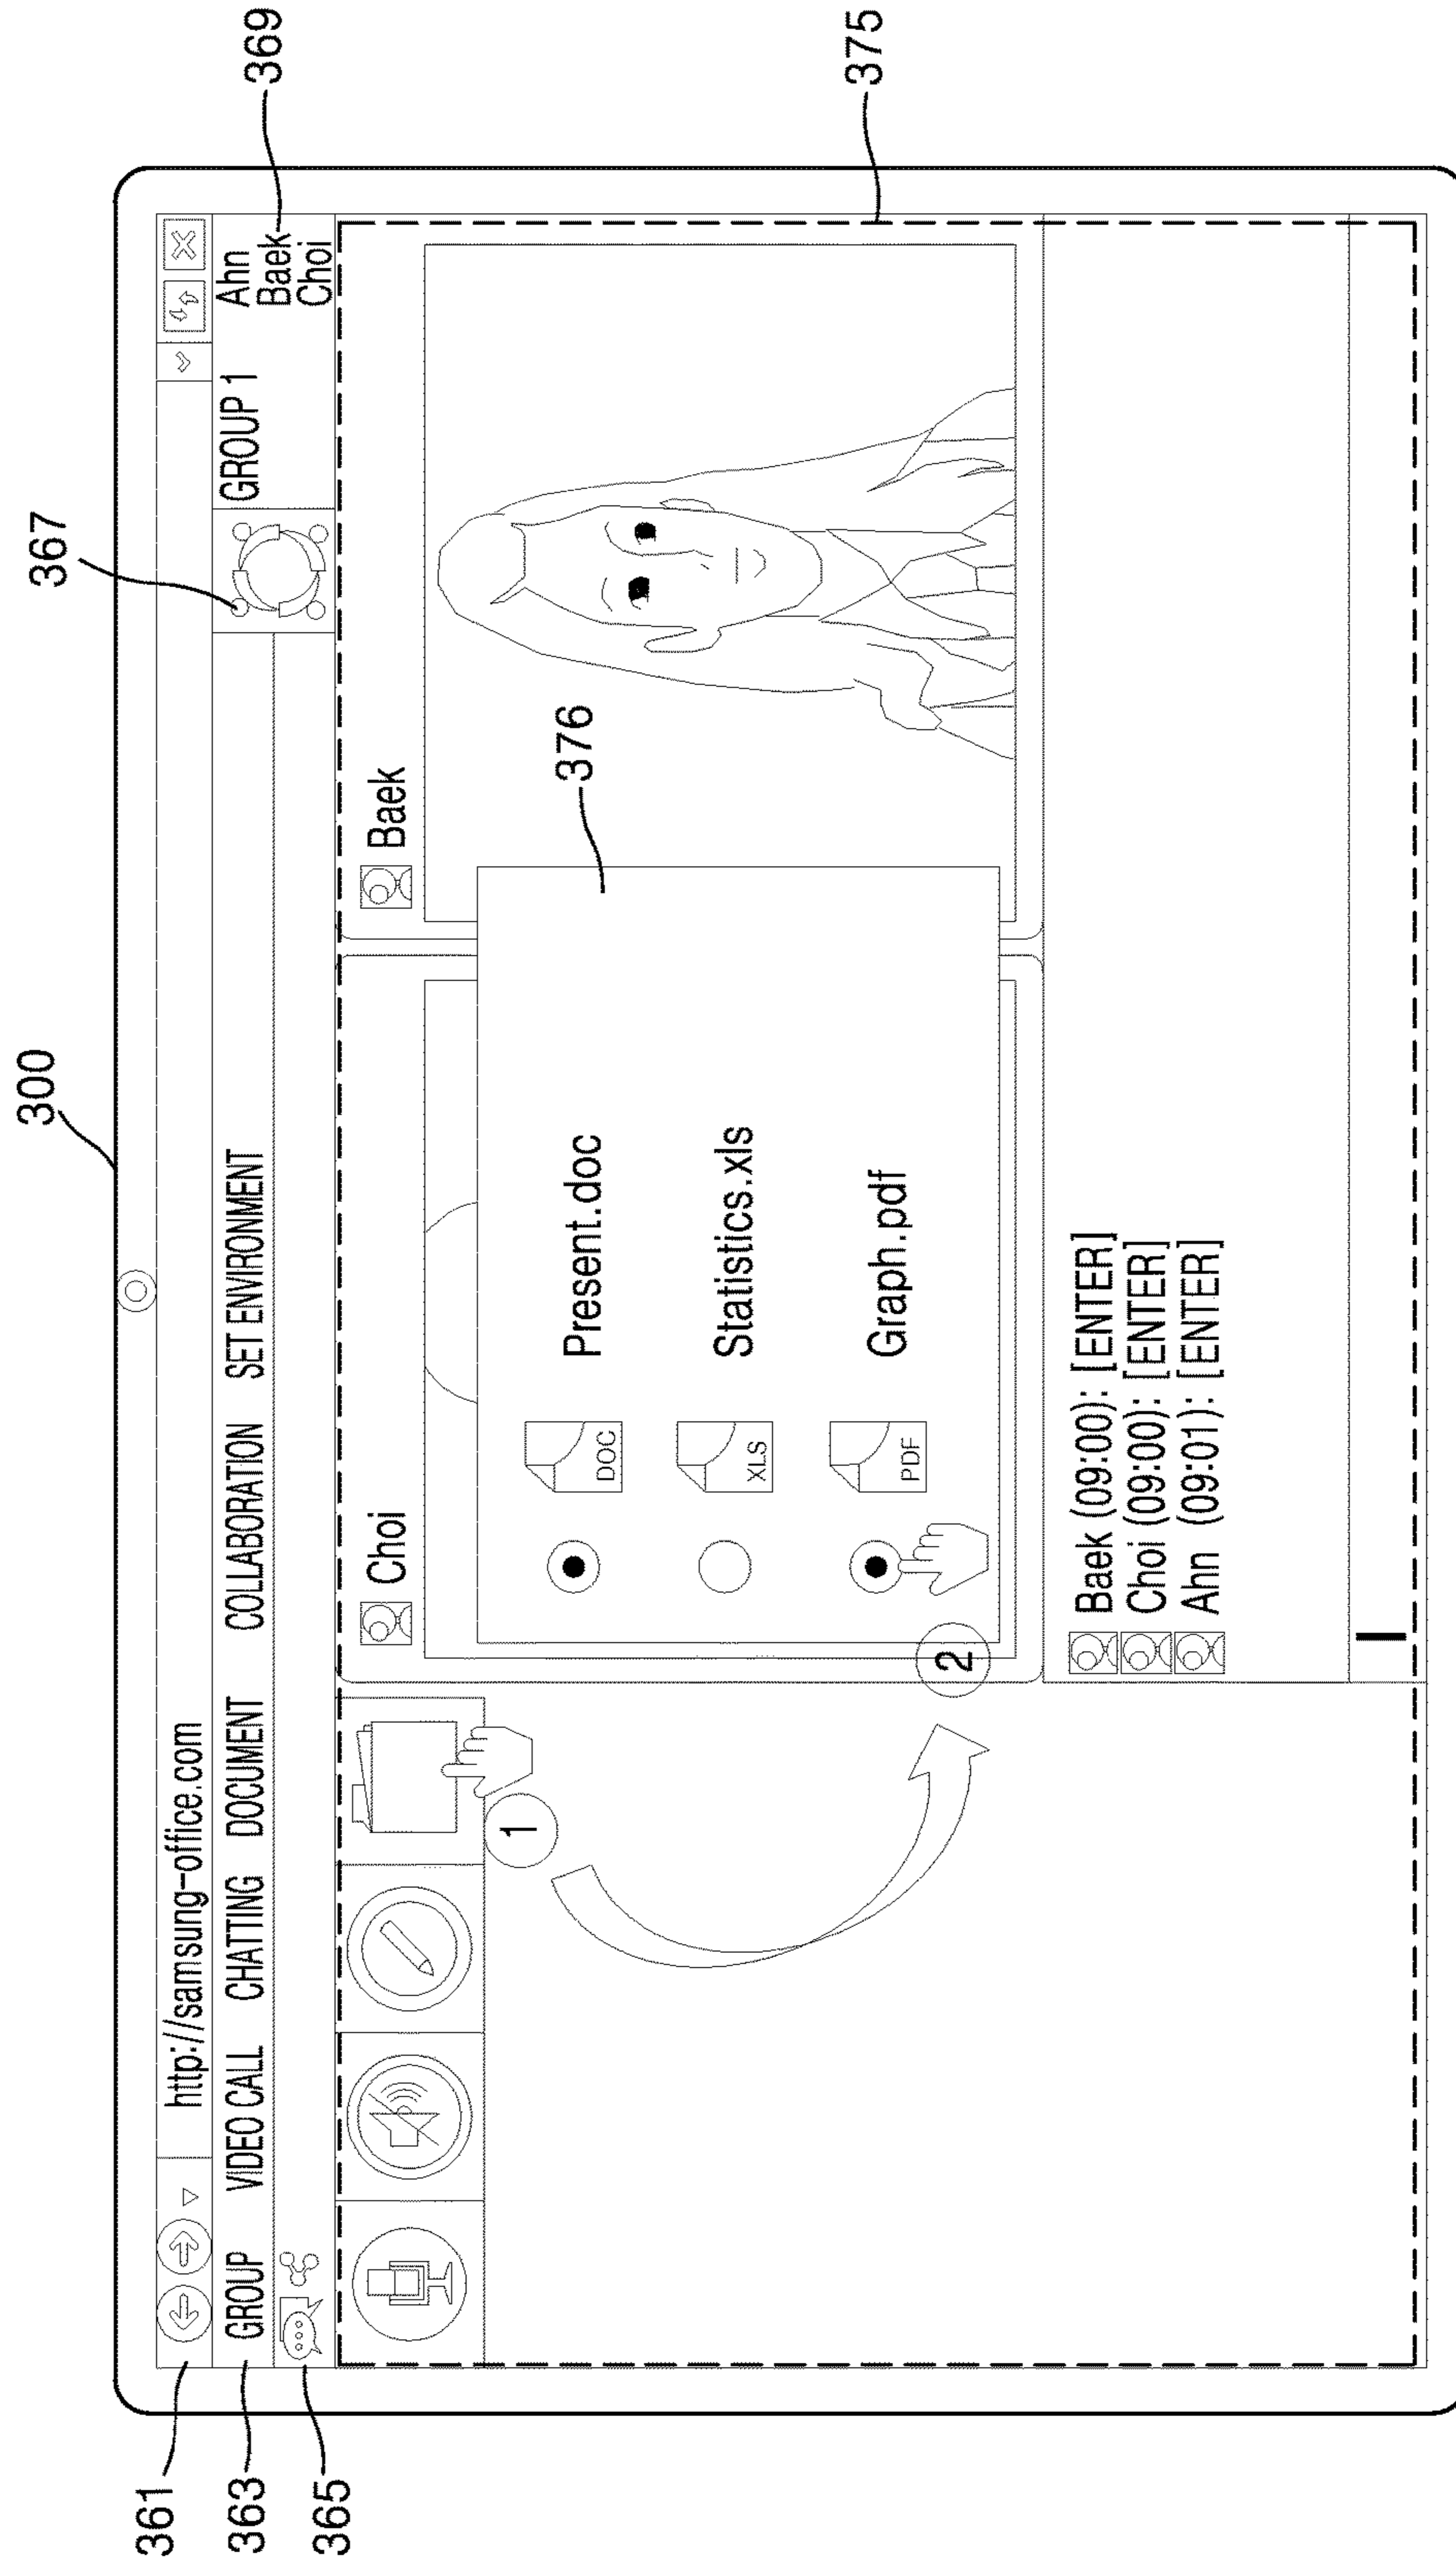 300
367
361
http://samsung-office.com
363
GROUP VIDEO CALL CHATTING DOCUMENT COLLABORATION SET ENVIRONMENT
GROUP 1
Ahn
Baek
Choi
369
365
Choi
Baek
1
376
DOC Present.doc
XLS Statistics.xls
PDF Graph.pdf
2
375
Baek (09:00): [ENTER]
Choi (09:00): [ENTER]
Ahn (09:01): [ENTER]